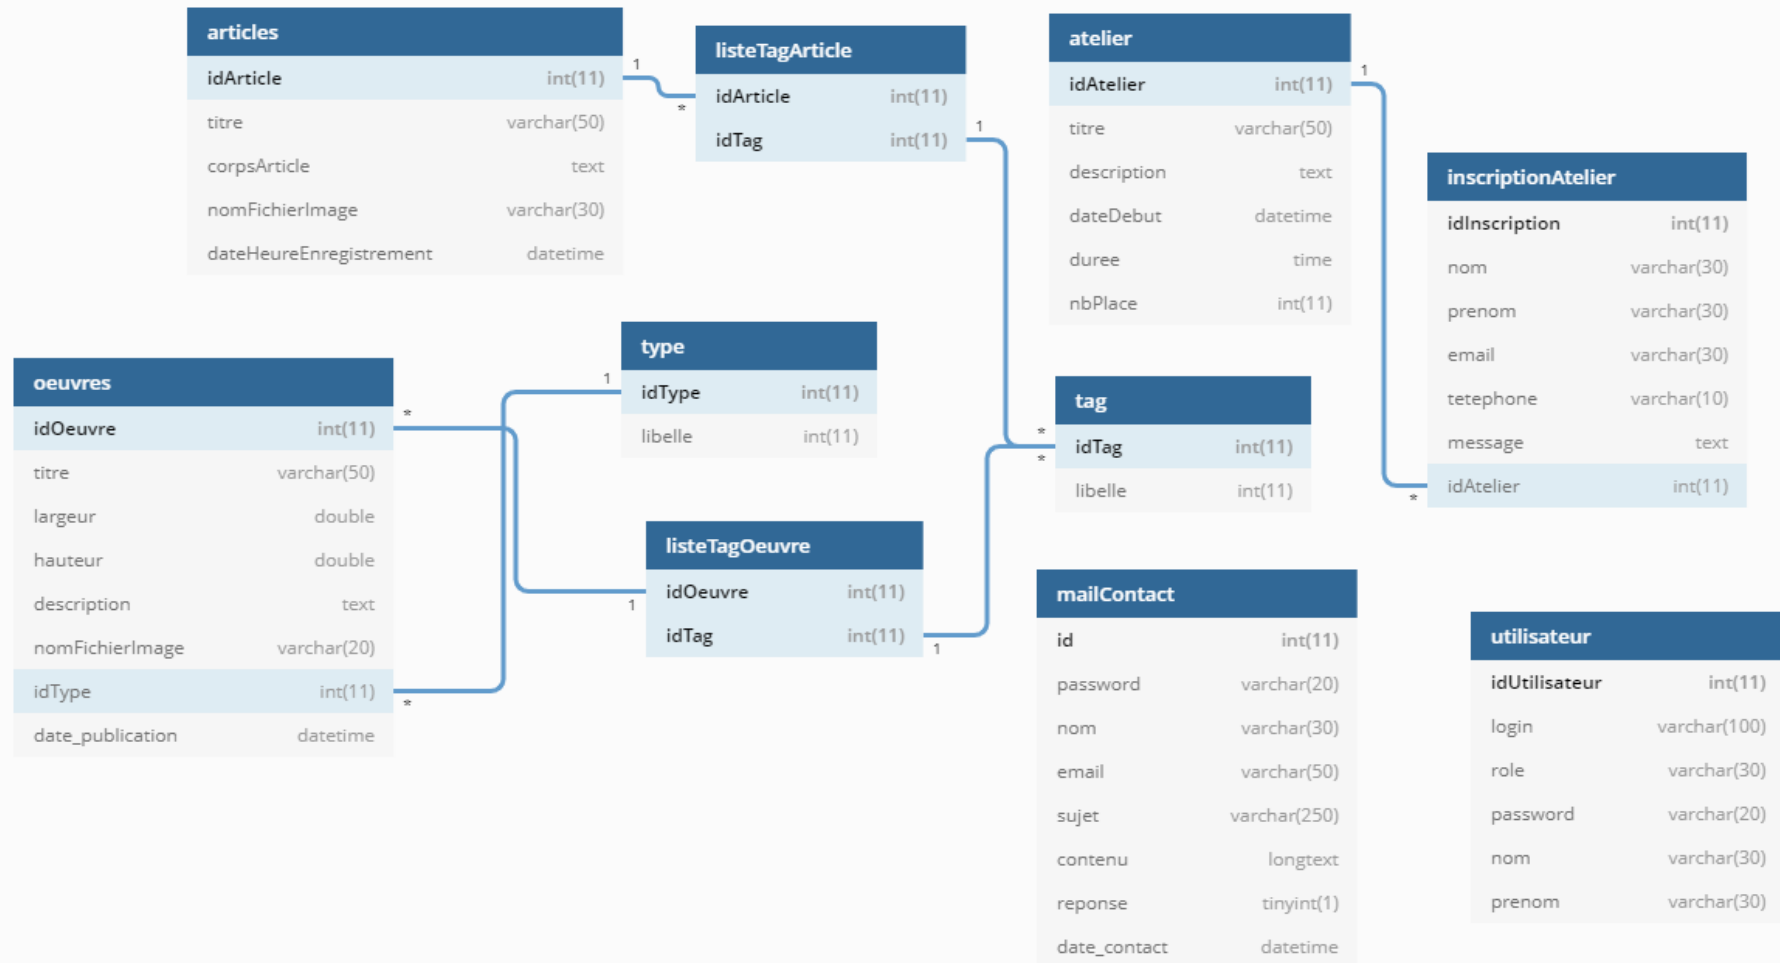 articles
idArticle int(11)
titre varchar(50)
corpsArticle text
nomFichierImage varchar(30)
dateHeureEnregistrement datetime
1
*
listeTagArticle
idArticle int(11)
idTag int(11)
1
atelier
idAtelier int(11)
titre varchar(50)
description text
dateDebut datetime
duree time
nbPlace int(11)
1
*
inscriptionAtelier
idInscription int(11)
nom varchar(30)
prenom varchar(30)
email varchar(30)
tetephone varchar(10)
message text
idAtelier int(11)
oeuvres
idOeuvre int(11)
titre varchar(50)
largeur double
hauteur double
description text
nomFichierImage varchar(20)
idType int(11)
date_publication datetime
*
*
1
type
idType int(11)
libelle int(11)
1
listeTagOeuvre
idOeuvre int(11)
idTag int(11)
1
*
*
tag
idTag int(11)
libelle int(11)
mailContact
id int(11)
password varchar(20)
nom varchar(30)
email varchar(50)
sujet varchar(250)
contenu longtext
reponse tinyint(1)
date_contact datetime
utilisateur
idUtilisateur int(11)
login varchar(100)
role varchar(30)
password varchar(20)
nom varchar(30)
prenom varchar(30)